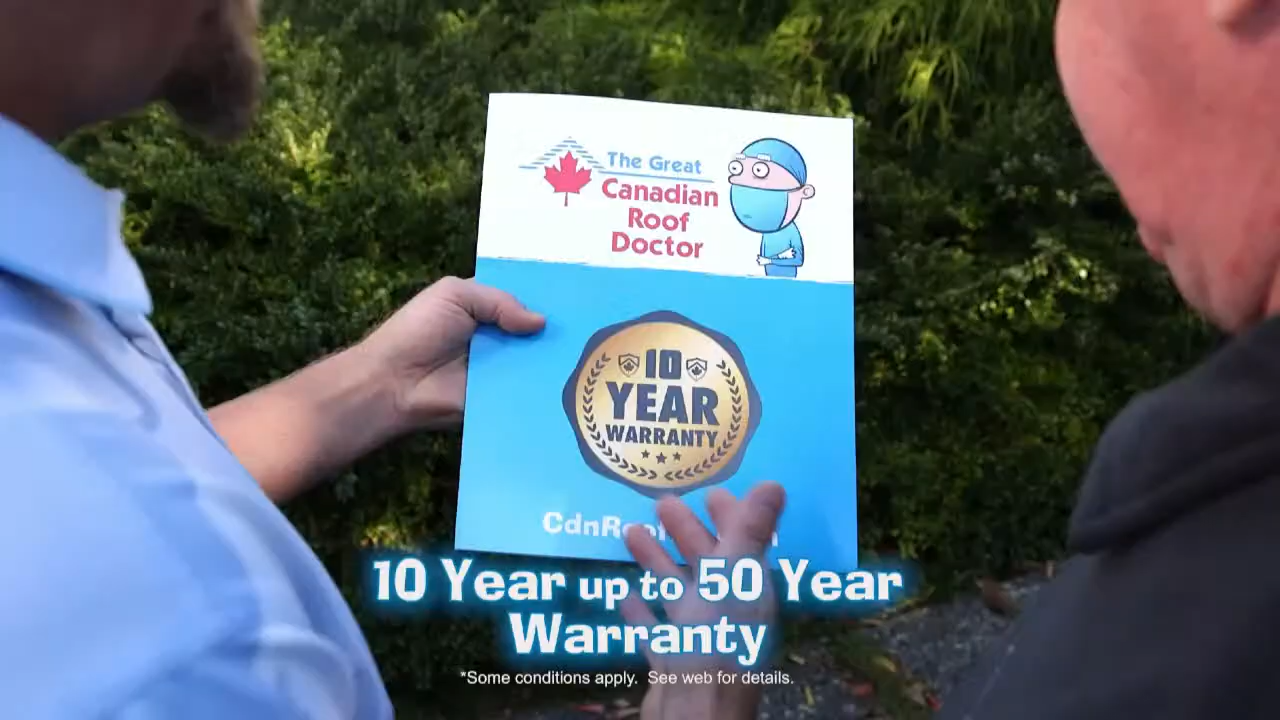 The Great
Canadian
Roof
Doctor
10
YEAR
WARRANTY
10 Year up to 50 Year
Warranty
*Some conditions apply. See web for details.